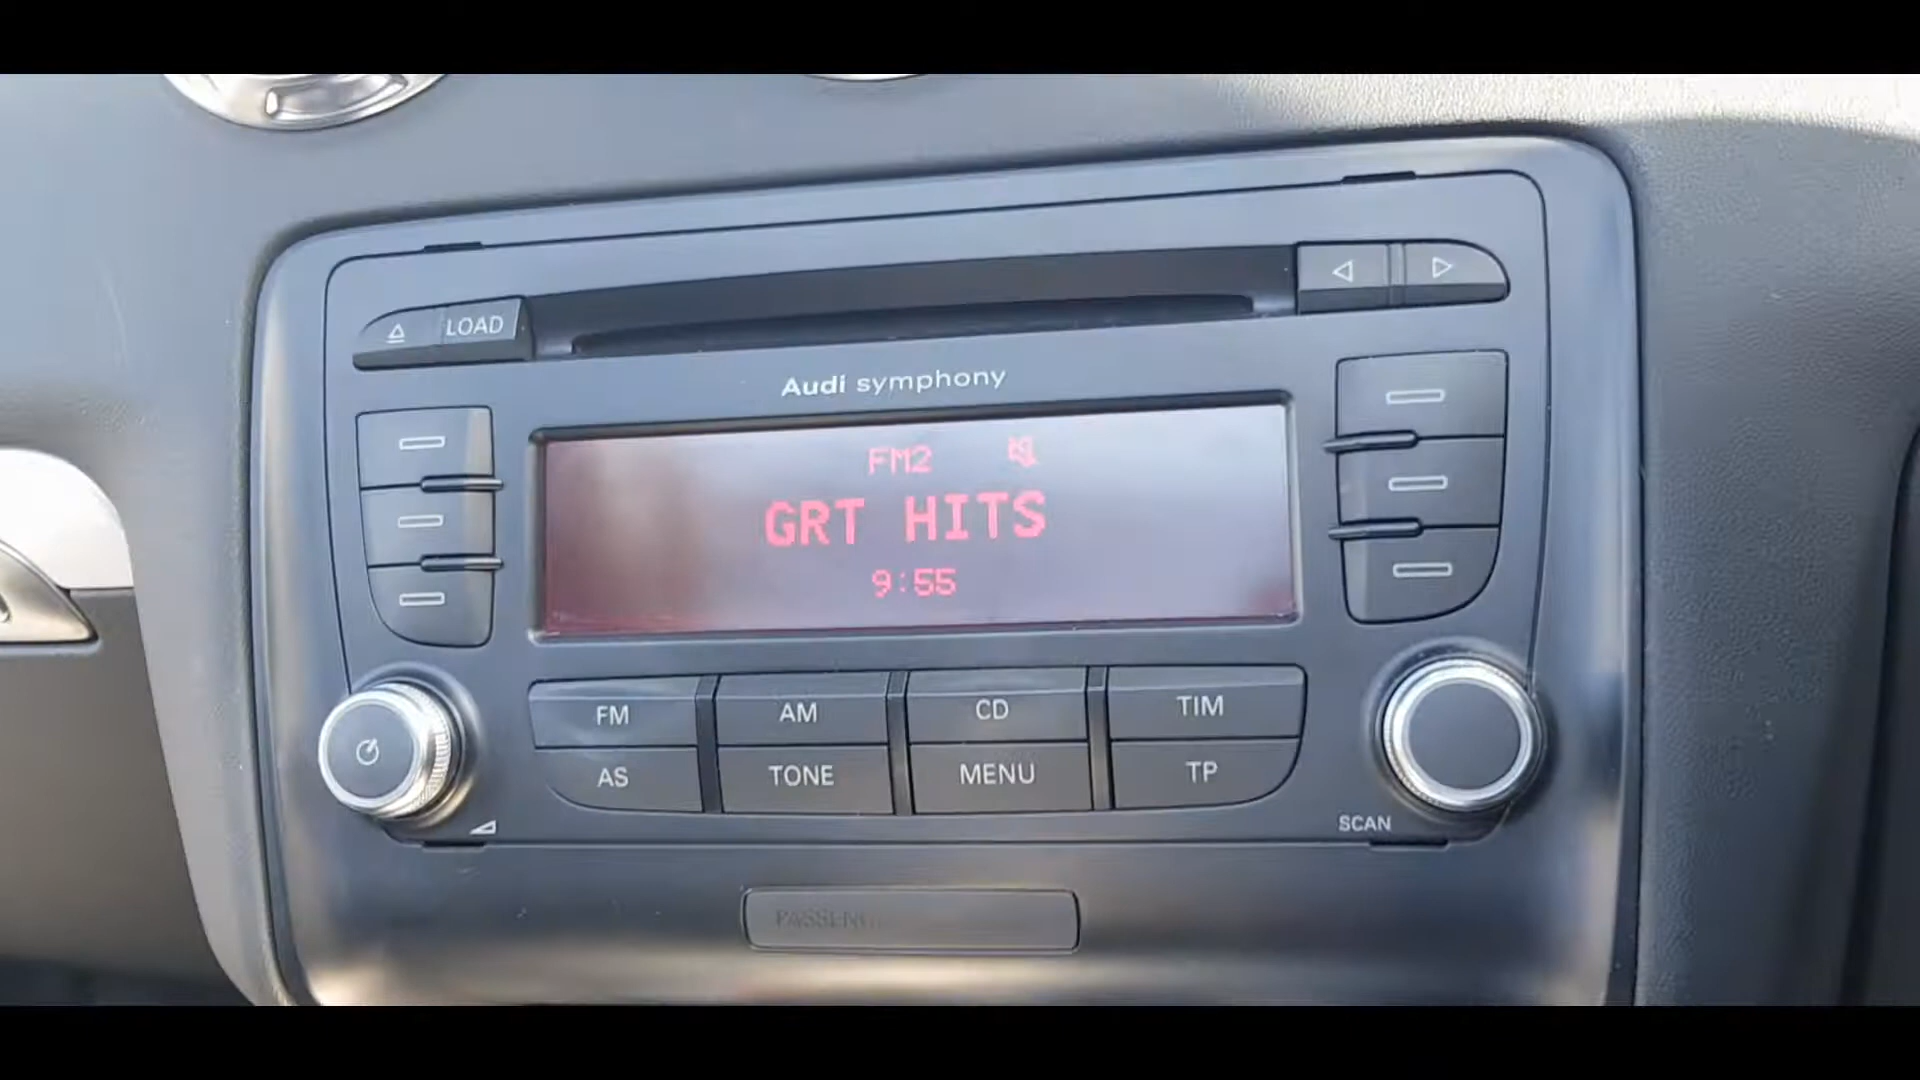 LOAD
Audi symphony
FM2
GRT HITS
9:55
FM AM CD TIM
AS TONE MENU TP
SCAN